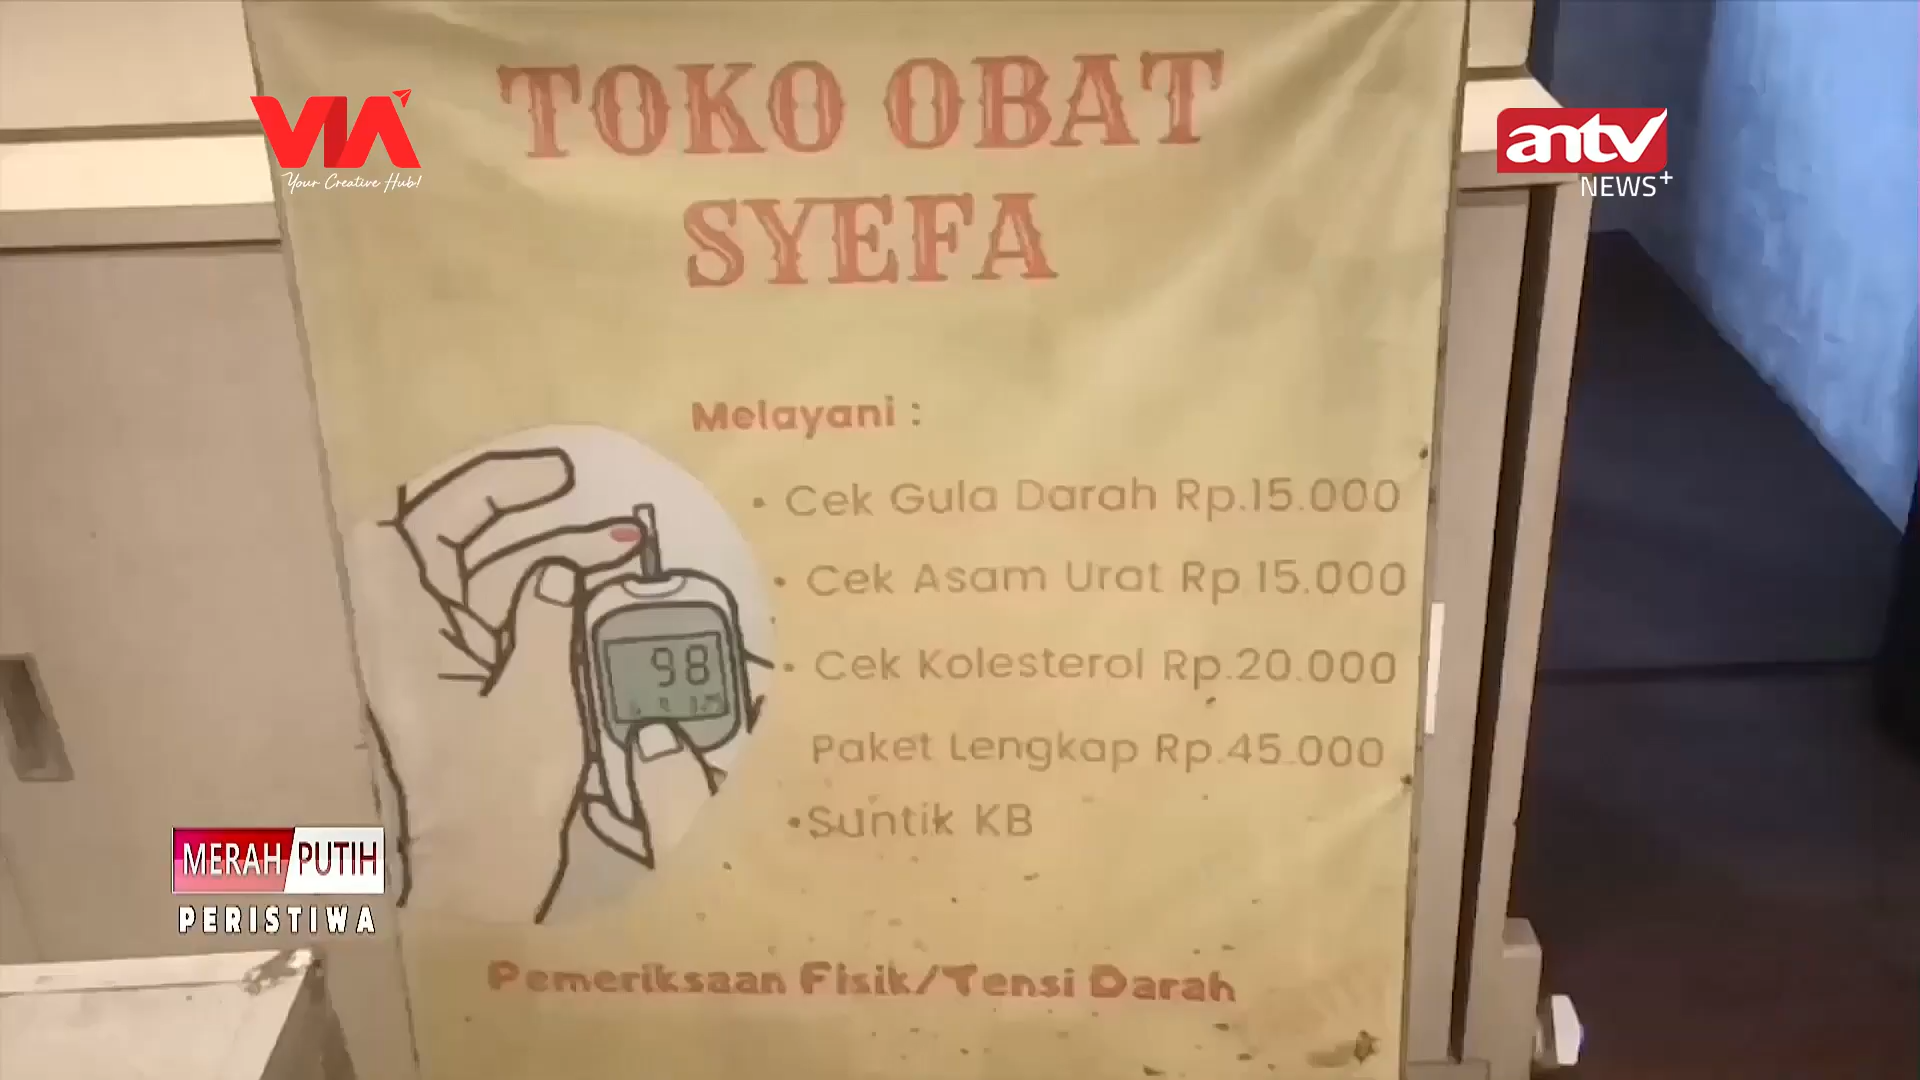 TOKO OBAT
SYEFA
VIA
Your Creative Hub!
antv
NEWS+
Melayani :
• Cek Gula Darah Rp.15.000
• Cek Asam Urat Rp.15.000
• Cek Kolesterol Rp.20.000
Paket Lengkap Rp.45.000
•Suntik KB
98
Pemeriksaan Fisik/Tensi Darah
MERAH PUTIH
PERISTIWA